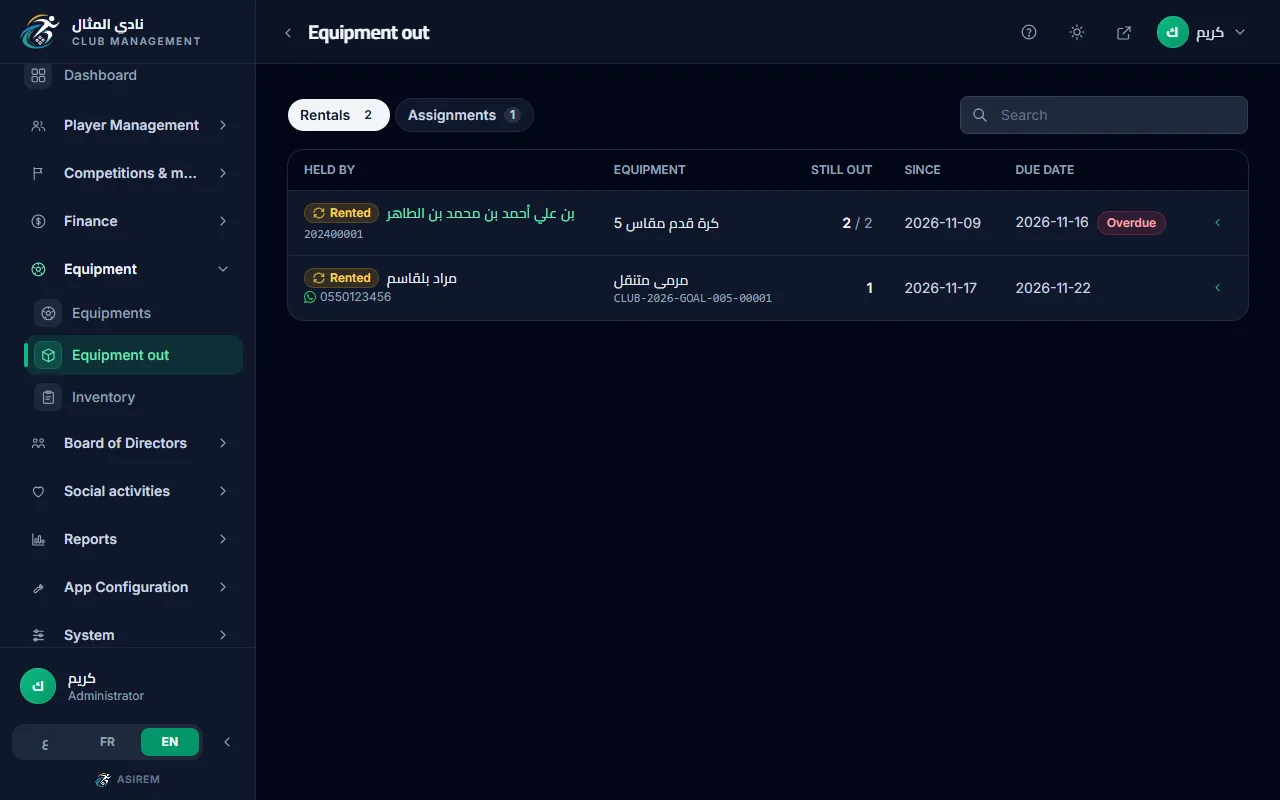 نادي المثال
CLUB MANAGEMENT
Equipment out
كريم
ك
Dashboard
Player Management
Competitions & m...
Finance
Equipment
Equipments
Equipment out
Inventory
Board of Directors
Social activities
Reports
App Configuration
System
ك
كريم
Administrator
ع FR EN
ASIREM
Rentals 2 Assignments 1
Search
HELD BY EQUIPMENT STILL OUT SINCE DUE DATE
Rented بن علي أحمد بن محمد بن الطاهر
202400001
كرة قدم مقاس 5
2 / 2
2026-11-09
2026-11-16 Overdue
Rented مراد بلقاسم
0550123456
مرمى متنقل
CLUB-2026-GOAL-005-00001
1
2026-11-17
2026-11-22